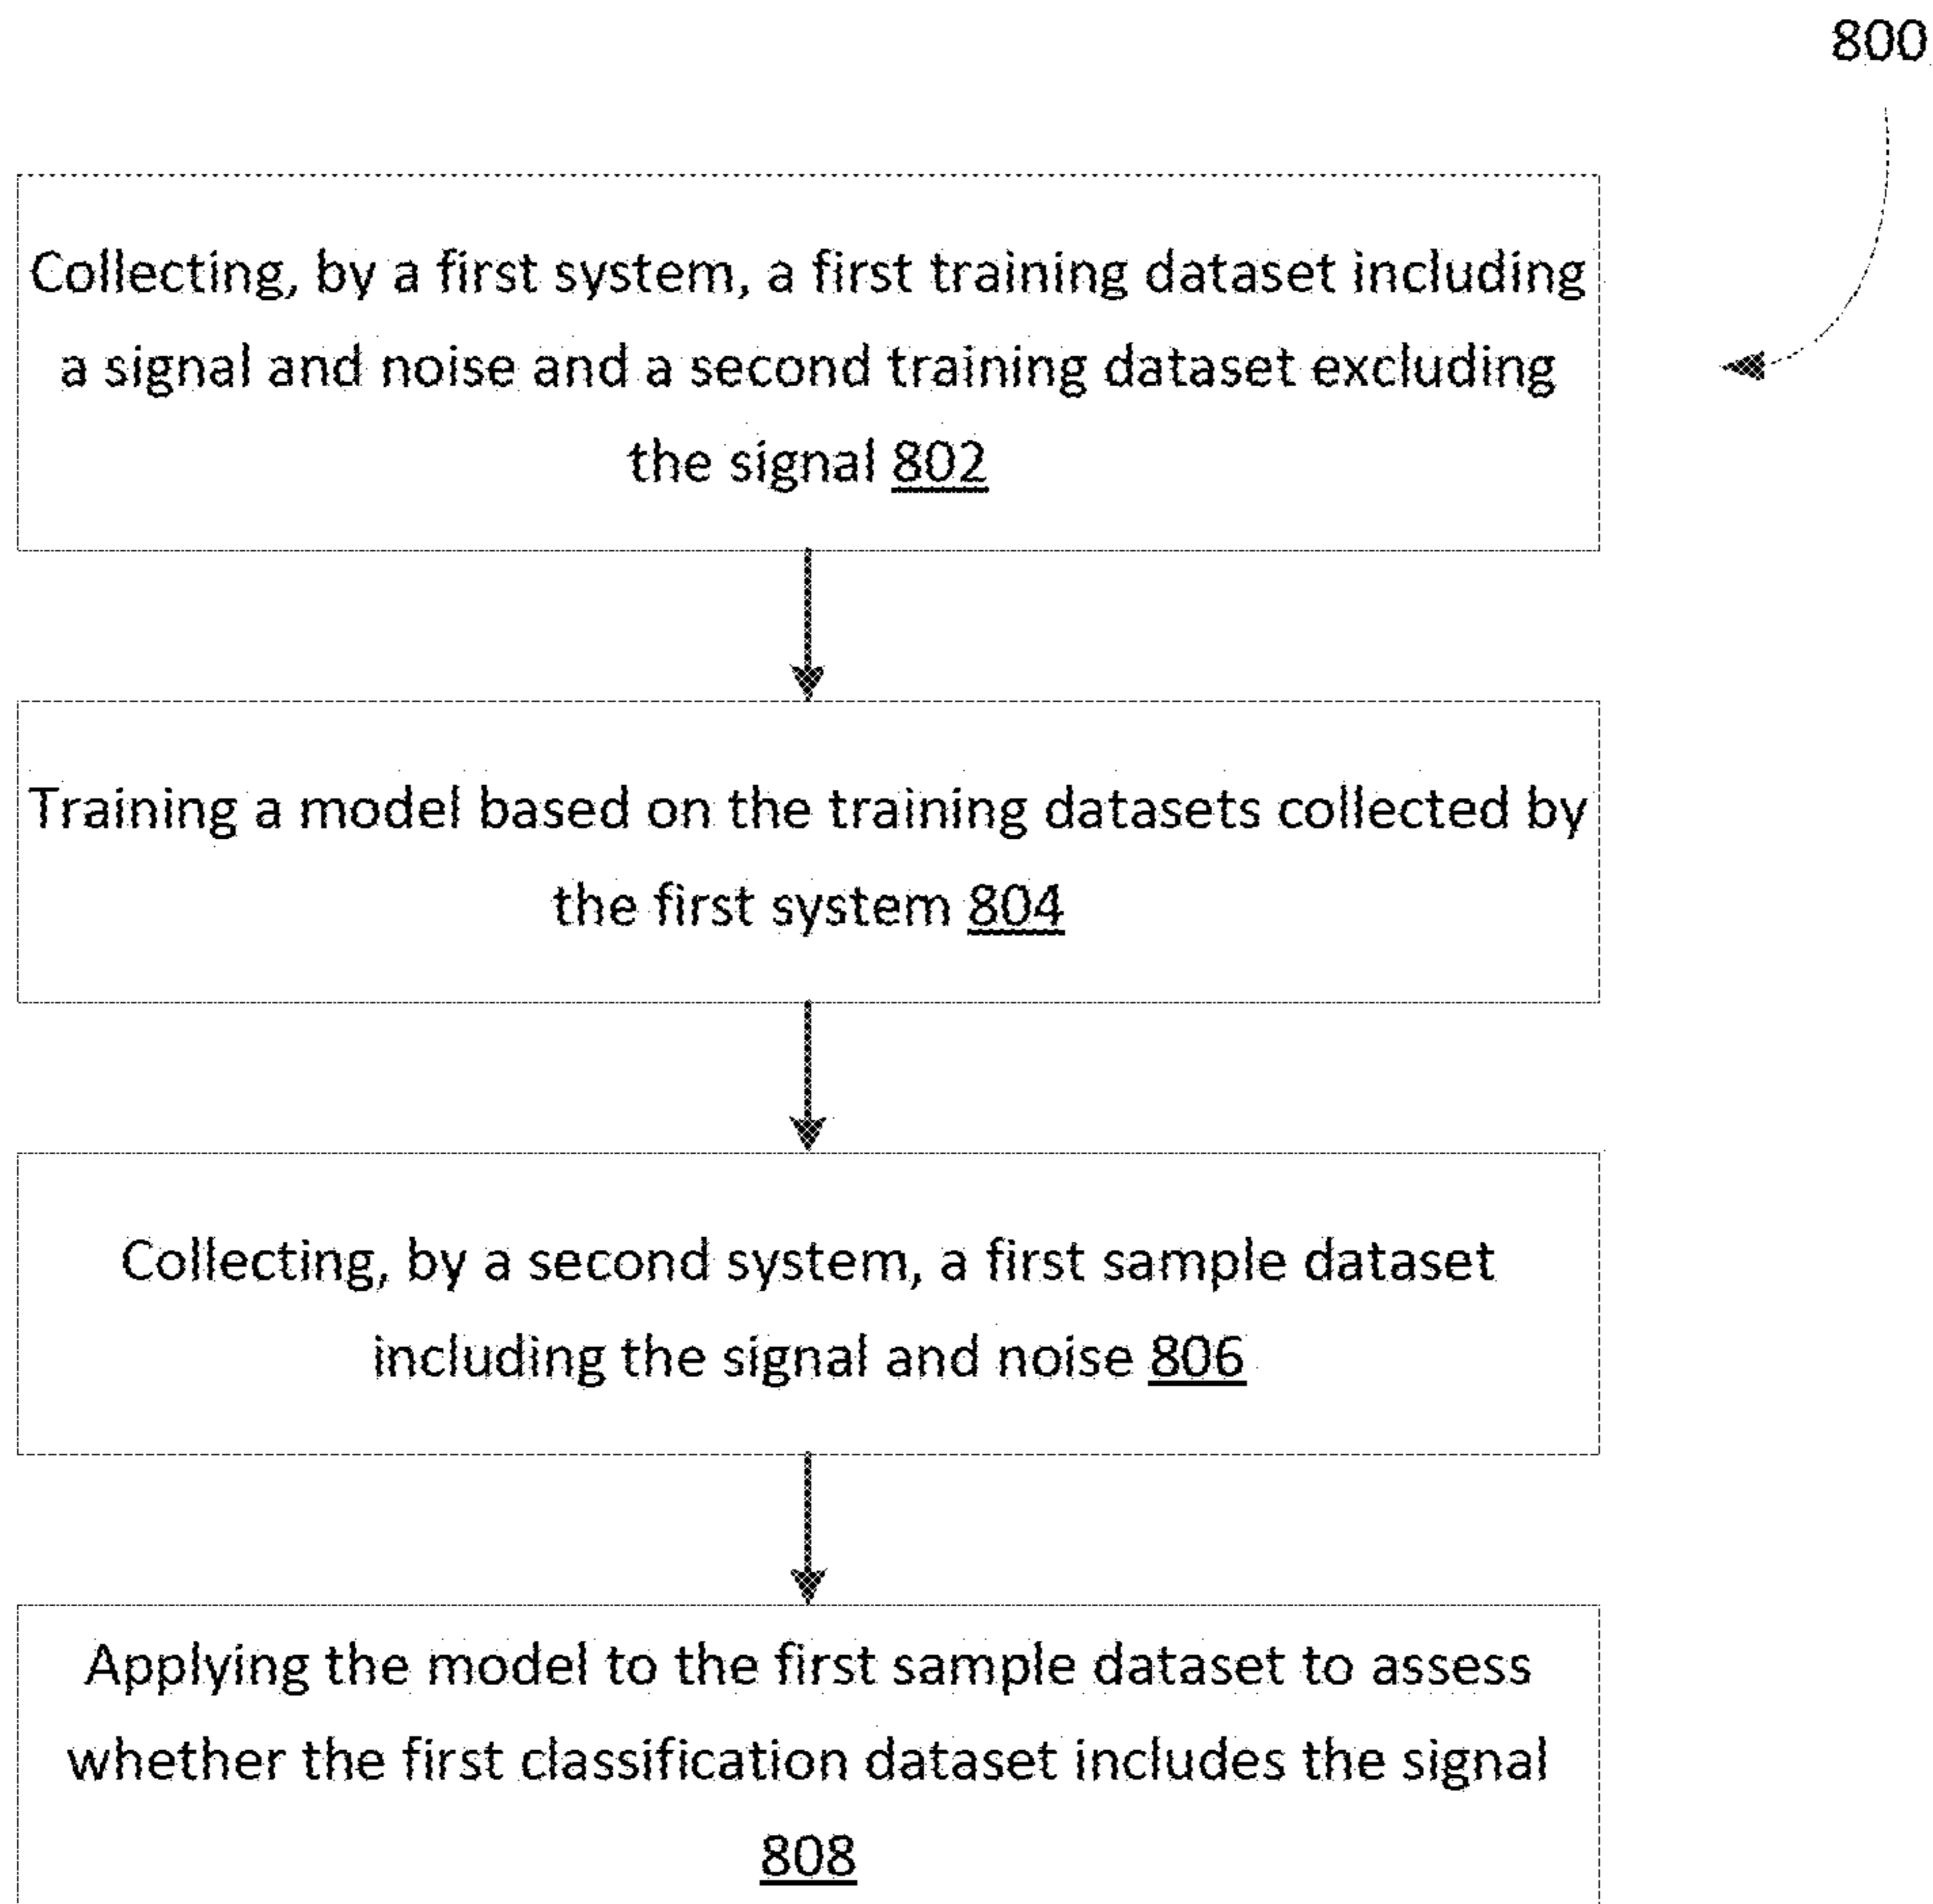 800
Collecting, by a first system, a first training dataset including
a signal and noise and a second training dataset excluding
the signal 802
Training a model based on the training datasets collected by
the first system 804
Collecting, by a second system, a first sample dataset
including the signal and noise 806
Applying the model to the first sample dataset to assess
whether the first classification dataset includes the signal
808